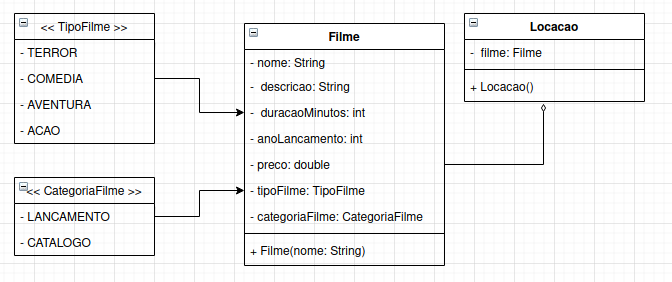 << TipoFilme >>
- TERROR
- COMEDIA
- AVENTURA
- ACAO
<< CategoriaFilme >>
- LANCAMENTO
- CATALOGO
Filme
- nome: String
- descricao: String
- duracaoMinutos: int
- anoLancamento: int
- preco: double
- tipoFilme: TipoFilme
- categoriaFilme: CategoriaFilme
+ Filme(nome: String)
Locacao
- filme: Filme
+ Locacao()